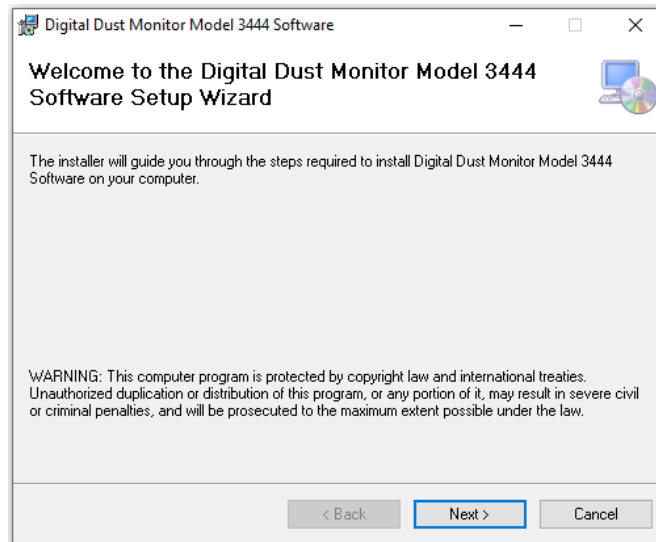 Digital Dust Monitor Model 3444 Software
Welcome to the Digital Dust Monitor Model 3444
Software Setup Wizard
The installer will guide you through the steps required to install Digital Dust Monitor Model 3444
Software on your computer.
WARNING: This computer program is protected by copyright law and international treaties.
Unauthorized duplication or distribution of this program, or any portion of it, may result in severe civil
or criminal penalties, and will be prosecuted to the maximum extent possible under the law.
< Back Next > Cancel